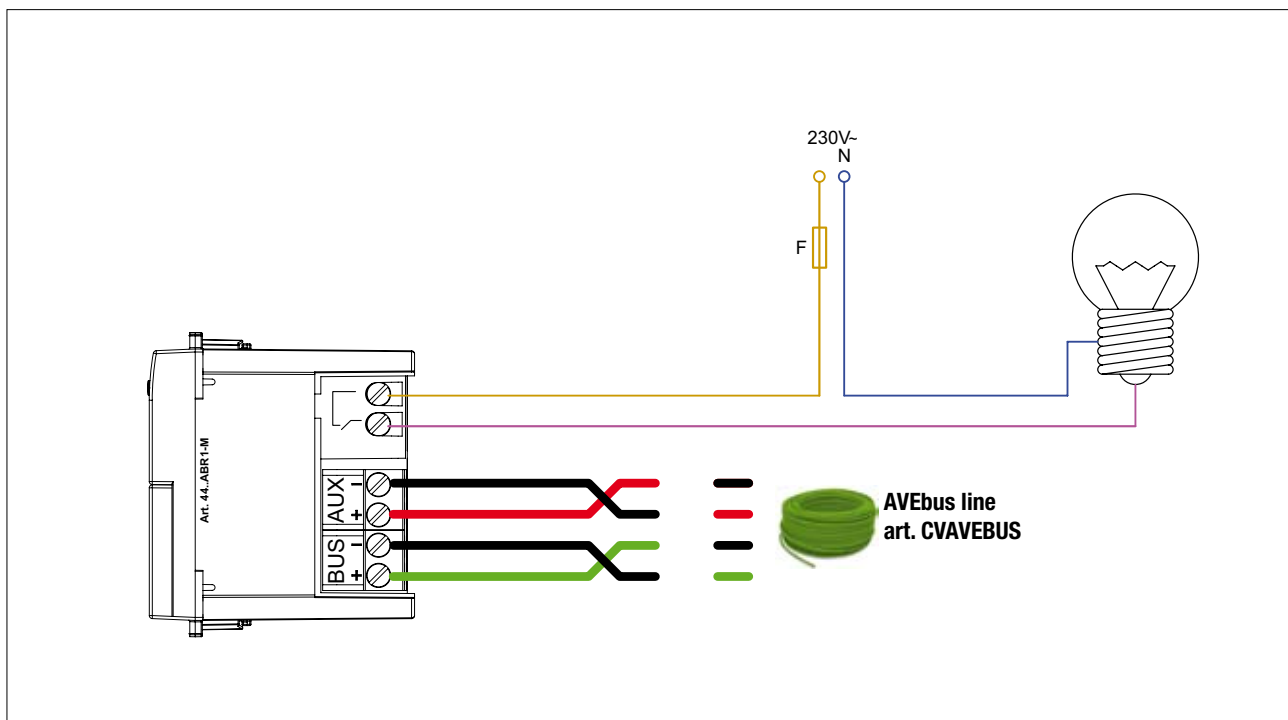 230V~
N
F
Art. 44..ABR1-M
AUX - +
BUS - +
AVEbus line
art. CVAVEBUS